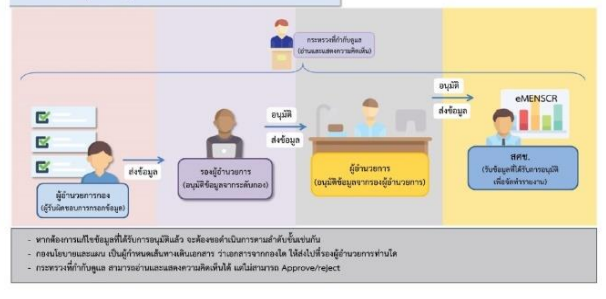 กระทรวงที่กำกับดูแล
(อ่านและแสดงความคิดเห็น)
อนุมัติ
ส่งข้อมูล
eMENSCR
อนุมัติ
ส่งข้อมูล
ส่งข้อมูล
ผู้อำนวยการกอง
(ผู้รับผิดชอบการกรอกข้อมูล)
รองผู้อำนวยการ
(อนุมัติข้อมูลจากระดับกอง)
ผู้อำนวยการ
(อนุมัติข้อมูลจากรองผู้อำนวยการ)
สศช.
(รับข้อมูลที่ได้รับการอนุมัติ
เพื่อจัดทำรายงาน)
- หากต้องการแก้ไขข้อมูลที่ได้รับการอนุมัติแล้ว จะต้องขอดำเนินการตามลำดับขั้นเช่นกัน
- กองนโยบายและแผน เป็นผู้กำหนดเส้นทางเดินเอกสาร ว่าเอกสารจากกองใด ให้ส่งไปที่รองผู้อำนวยการท่านใด
- กระทรวงที่กำกับดูแล สามารถอ่านและแสดงความคิดเห็นได้ แต่ไม่สามารถ Approve/reject